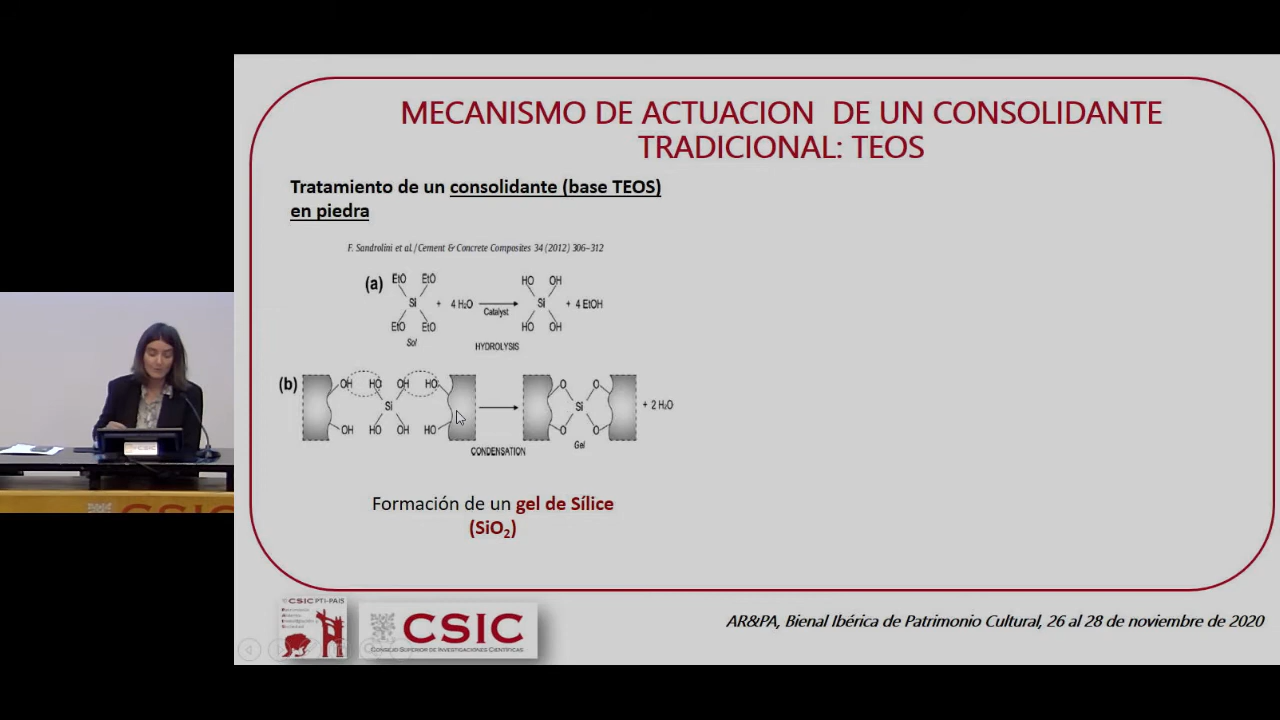 MECANISMO DE ACTUACION DE UN CONSOLIDANTE
TRADICIONAL: TEOS
Tratamiento de un consolidante (base TEOS)
en piedra
F. Sandrolini et al. / Cement & Concrete Composites 34 (2012) 306–312
(a)
EtO EtO
Si
EtO EtO
Sol
+ 4 H₂O
Catalyst
HO OH
Si
HO OH
+ 4 EtOH
HYDROLYSIS
(b)
OH HO OH HO
Si
OH HO OH HO
O O
Si
O O
Gel
+ 2 H₂O
CONDENSATION
Formación de un gel de Sílice
(SiO₂)
CSIC PTI-PAIS
CSIC
CONSEJO SUPERIOR DE INVESTIGACIONES CIENTÍFICAS
AR&PA, Bienal Ibérica de Patrimonio Cultural, 26 al 28 de noviembre de 2020
CSIC
CSIC